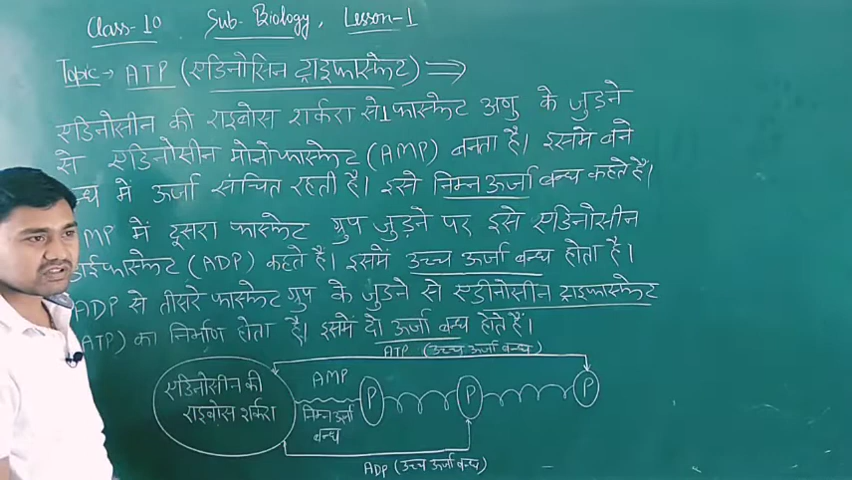 Class-10 Sub- Biology, Lesson-1
Topic → ATP (एडिनोसिन ट्राइफास्फेट) ⇒
एडिनोसीन की राइबोस शर्करा से 1 फास्फेट अणु के जुड़ने
से एडिनोसीन मोनोफास्फेट (AMP) बनता है। इसमे बने
न्ध में ऊर्जा संचित रहती है। इसे निम्न ऊर्जा बन्ध कहते हैं।
MP में दूसरा फास्फेट ग्रुप जुड़ने पर इसे एडिनोसीन
डाईफास्फेट (ADP) कहते हैं। इसमें उच्च ऊर्जा बन्ध होता है।
ADP से तीसरे फास्फेट ग्रुप के जुडने से एडीनोसीन ट्राइफास्फेट
ATP) का निर्माण होता है। इसमें दो ऊर्जा बन्ध होते हैं।
ATP (उच्च ऊर्जा बन्ध)
एडिनोसीन की
राइबोस शर्करा
AMP
निम्न ऊर्जा
बन्ध
P P P
ADP (उच्च ऊर्जा बन्ध)